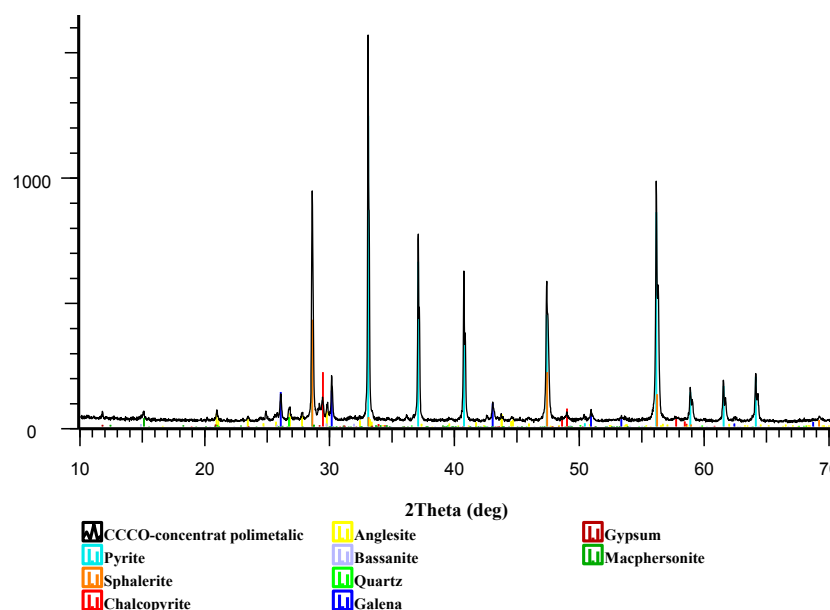 1000
0
10 20 30 40 50 60 70
2Theta (deg)
CCCO-concentrat polimetalic Anglesite Gypsum
Pyrite Bassanite Macphersonite
Sphalerite Quartz
Chalcopyrite Galena